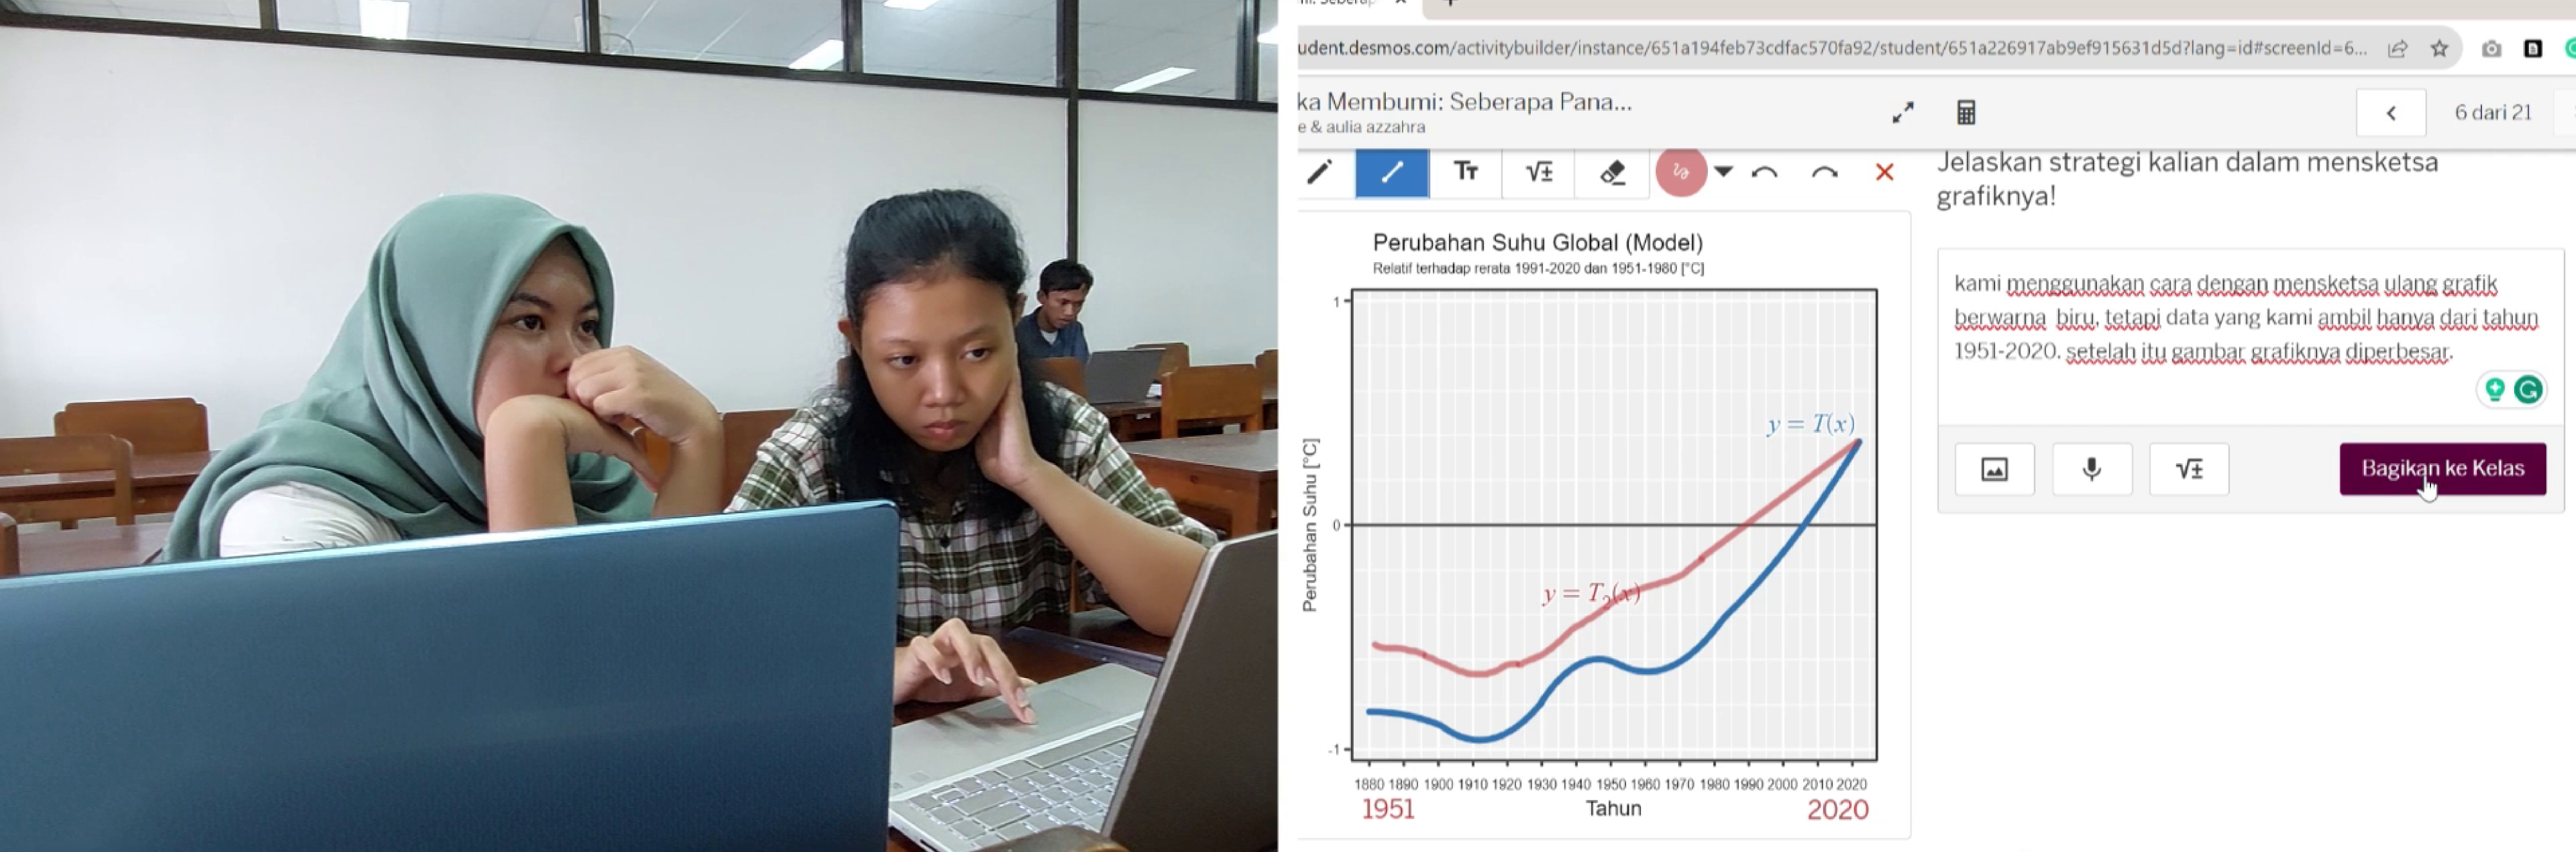 udent.desmos.com/activitybuilder/instance/651a194feb73cdfac570fa92/student/651a226917ab9ef915631d5d?lang=id#screenId=6...
ka Membumi: Seberapa Pana...
e & aulia azzahra
6 dari 21
Jelaskan strategi kalian dalam mensketsa
grafiknya!
kami menggunakan cara dengan mensketsa ulang grafik
berwarna biru, tetapi data yang kami ambil hanya dari tahun
1951-2020. setelah itu gambar grafiknya diperbesar.
Bagikan ke Kelas
Perubahan Suhu Global (Model)
Relatif terhadap rerata 1991-2020 dan 1951-1980 [°C]
Perubahan Suhu [°C]
1
0
-1
y = T(x)
y = T₂(x)
1880 1890 1900 1910 1920 1930 1940 1950 1960 1970 1980 1990 2000 2010 2020
1951 Tahun 2020